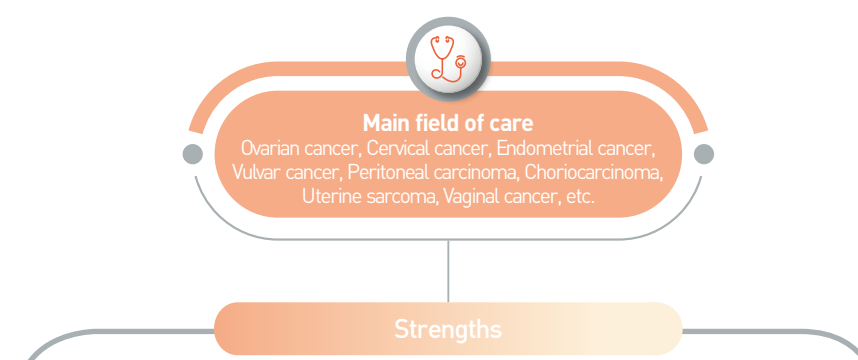 Main field of care
Ovarian cancer, Cervical cancer, Endometrial cancer,
Vulvar cancer, Peritoneal carcinoma, Choriocarcinoma,
Uterine sarcoma, Vaginal cancer, etc.
Strengths